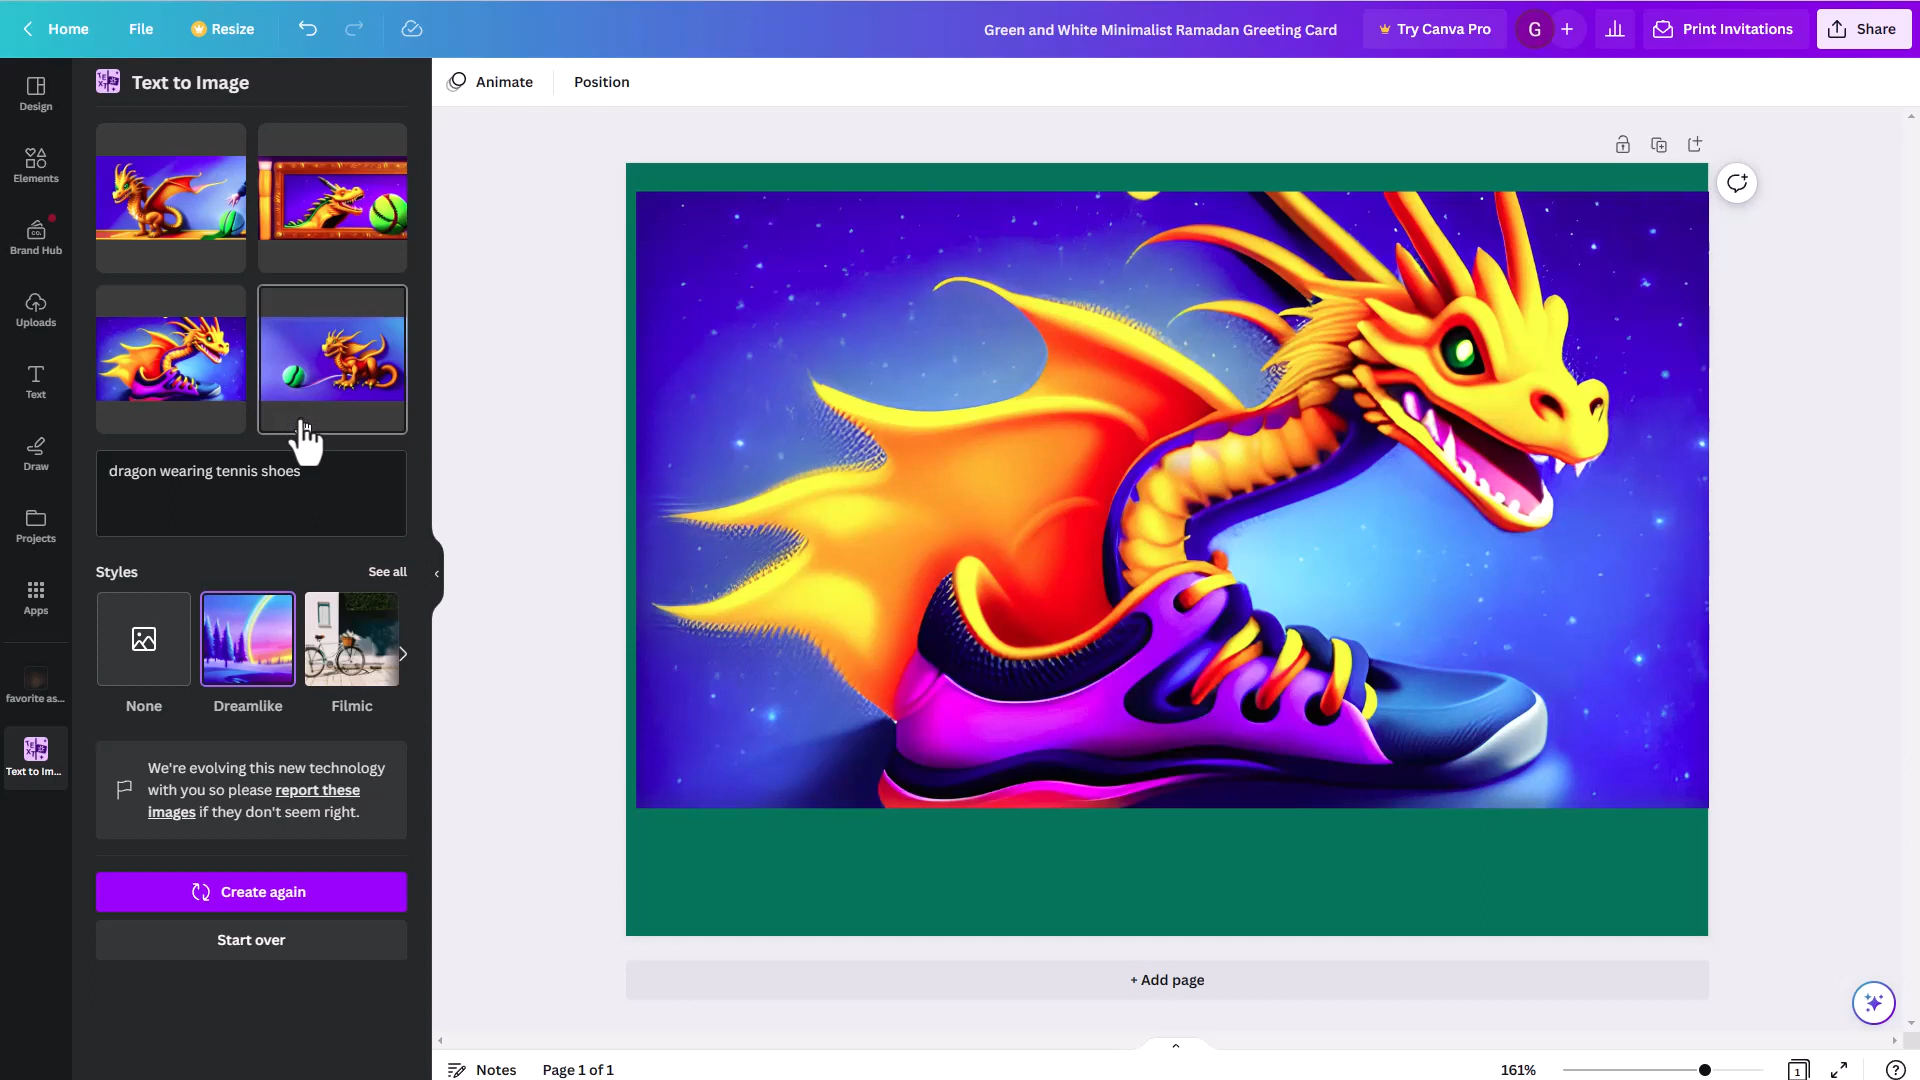 Home
File
Resize
Green and White Minimalist Ramadan Greeting Card
Try Canva Pro
G
+
Print Invitations
Share
Design
Elements
Brand Hub
Uploads
Text
Draw
Projects
Apps
favorite as...
Text to Im...
Text to Image
dragon wearing tennis shoes
Styles
See all
None
Dreamlike
Filmic
We're evolving this new technology
with you so please report these
images if they don't seem right.
Create again
Start over
Animate
Position
+ Add page
Notes
Page 1 of 1
161%
1
?